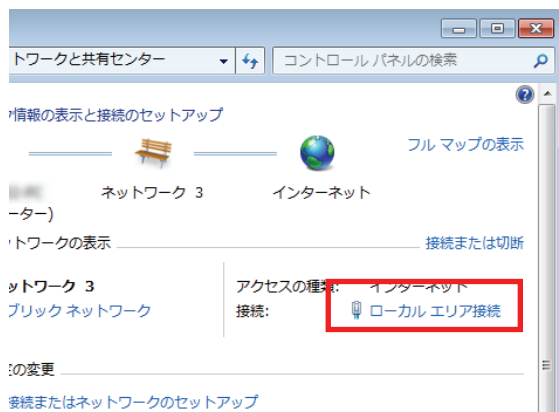 トワークと共有センター
コントロール パネルの検索
情報の表示と接続のセットアップ
フル マップの表示
ネットワーク 3
インターネット
ーター)
トワークの表示
接続または切断
ットワーク 3
アクセスの種類: インターネット
ブリック ネットワーク
接続: ローカル エリア接続
の変更
接続またはネットワークのセットアップ